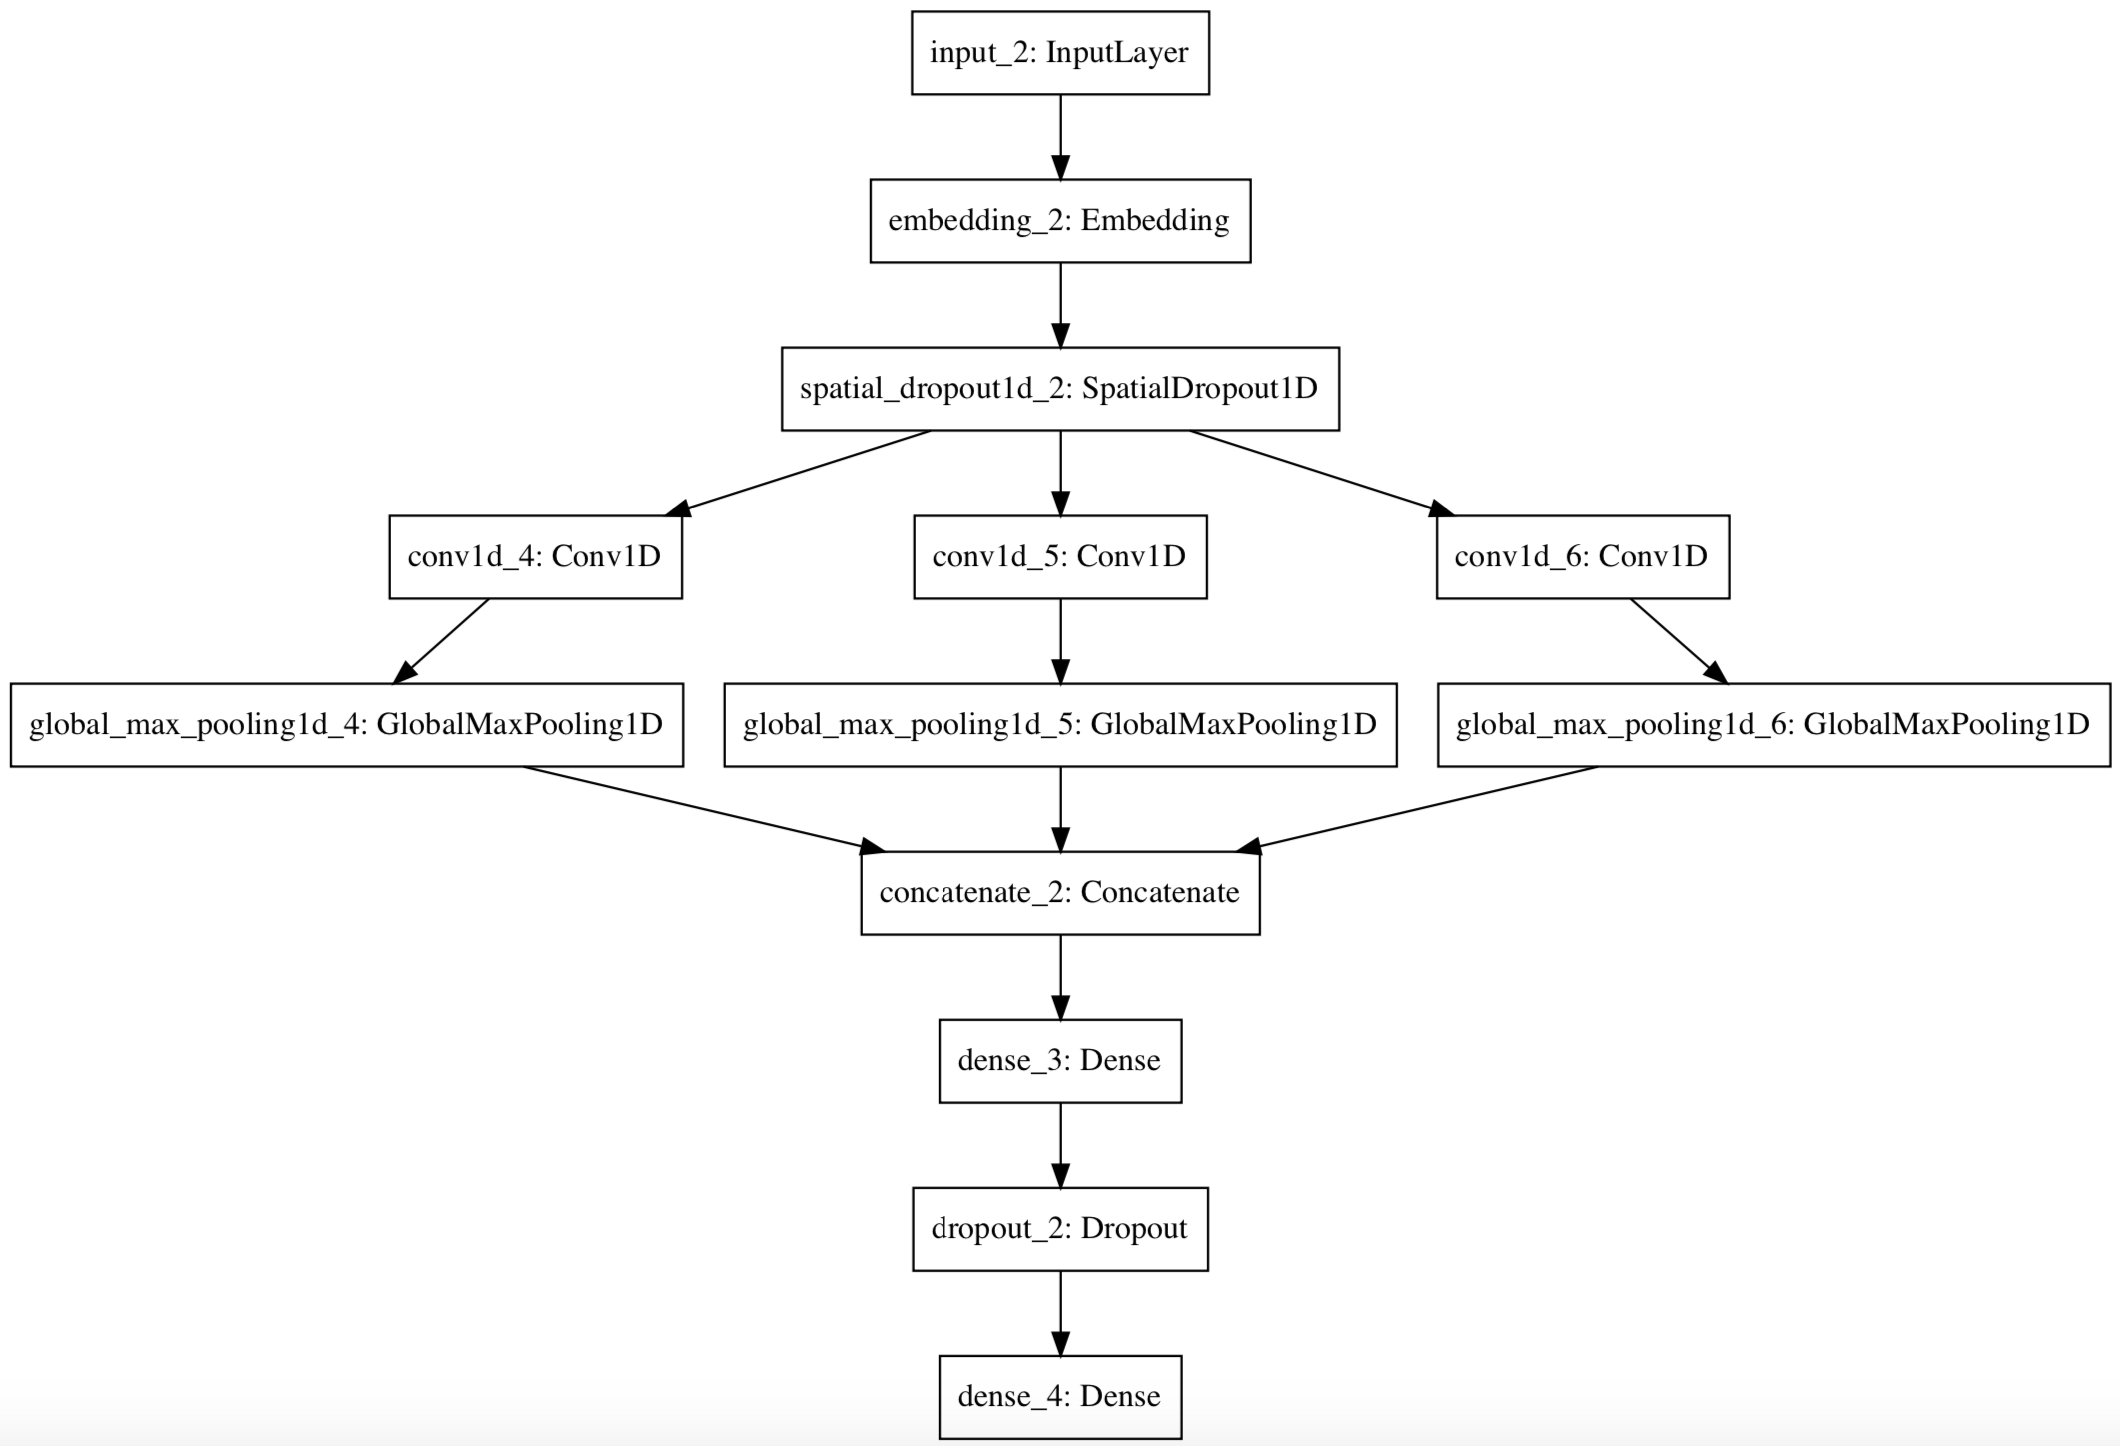 input_2: InputLayer
embedding_2: Embedding
spatial_dropout1d_2: SpatialDropout1D
conv1d_4: Conv1D
conv1d_5: Conv1D
conv1d_6: Conv1D
global_max_pooling1d_4: GlobalMaxPooling1D
global_max_pooling1d_5: GlobalMaxPooling1D
global_max_pooling1d_6: GlobalMaxPooling1D
concatenate_2: Concatenate
dense_3: Dense
dropout_2: Dropout
dense_4: Dense